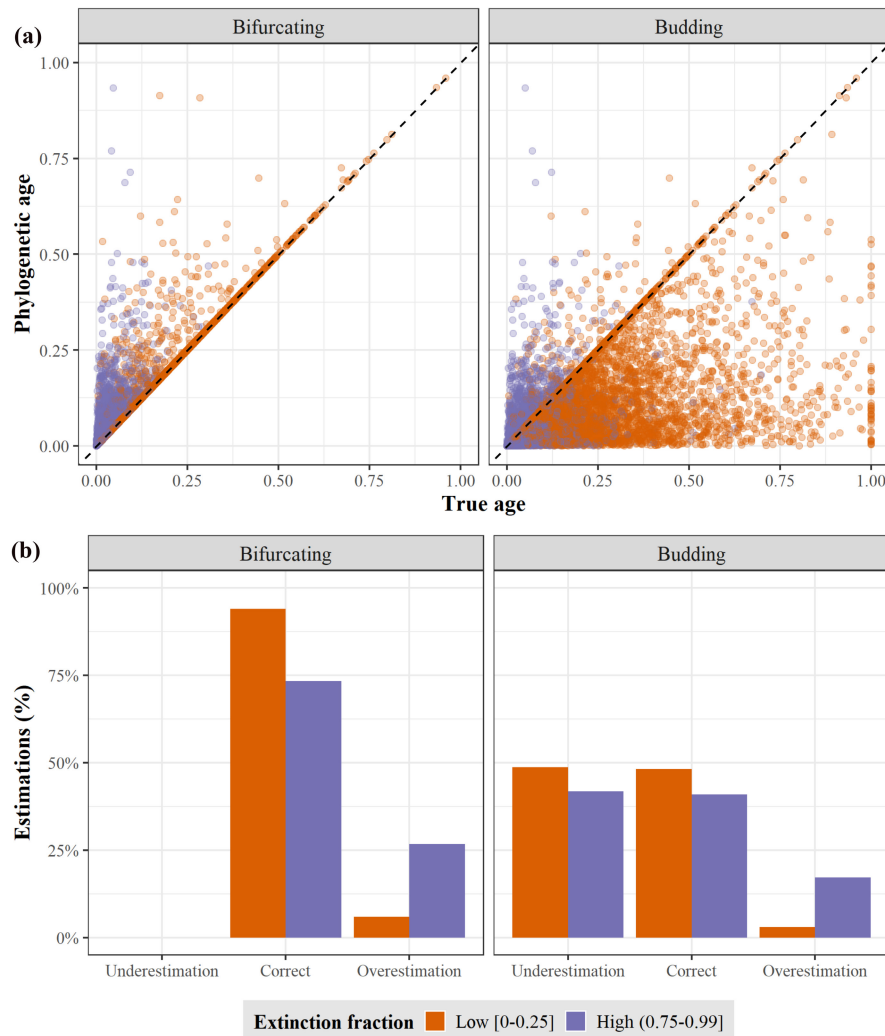 (a)
Bifurcating
Budding
Phylogenetic age
1.00
0.75
0.50
0.25
0.00
0.00 0.25 0.50 0.75 1.00
0.00 0.25 0.50 0.75 1.00
True age
(b)
Bifurcating
Budding
Estimations (%)
100%
75%
50%
25%
0%
Underestimation Correct Overestimation
Underestimation Correct Overestimation
Extinction fraction Low [0-0.25] High (0.75-0.99]